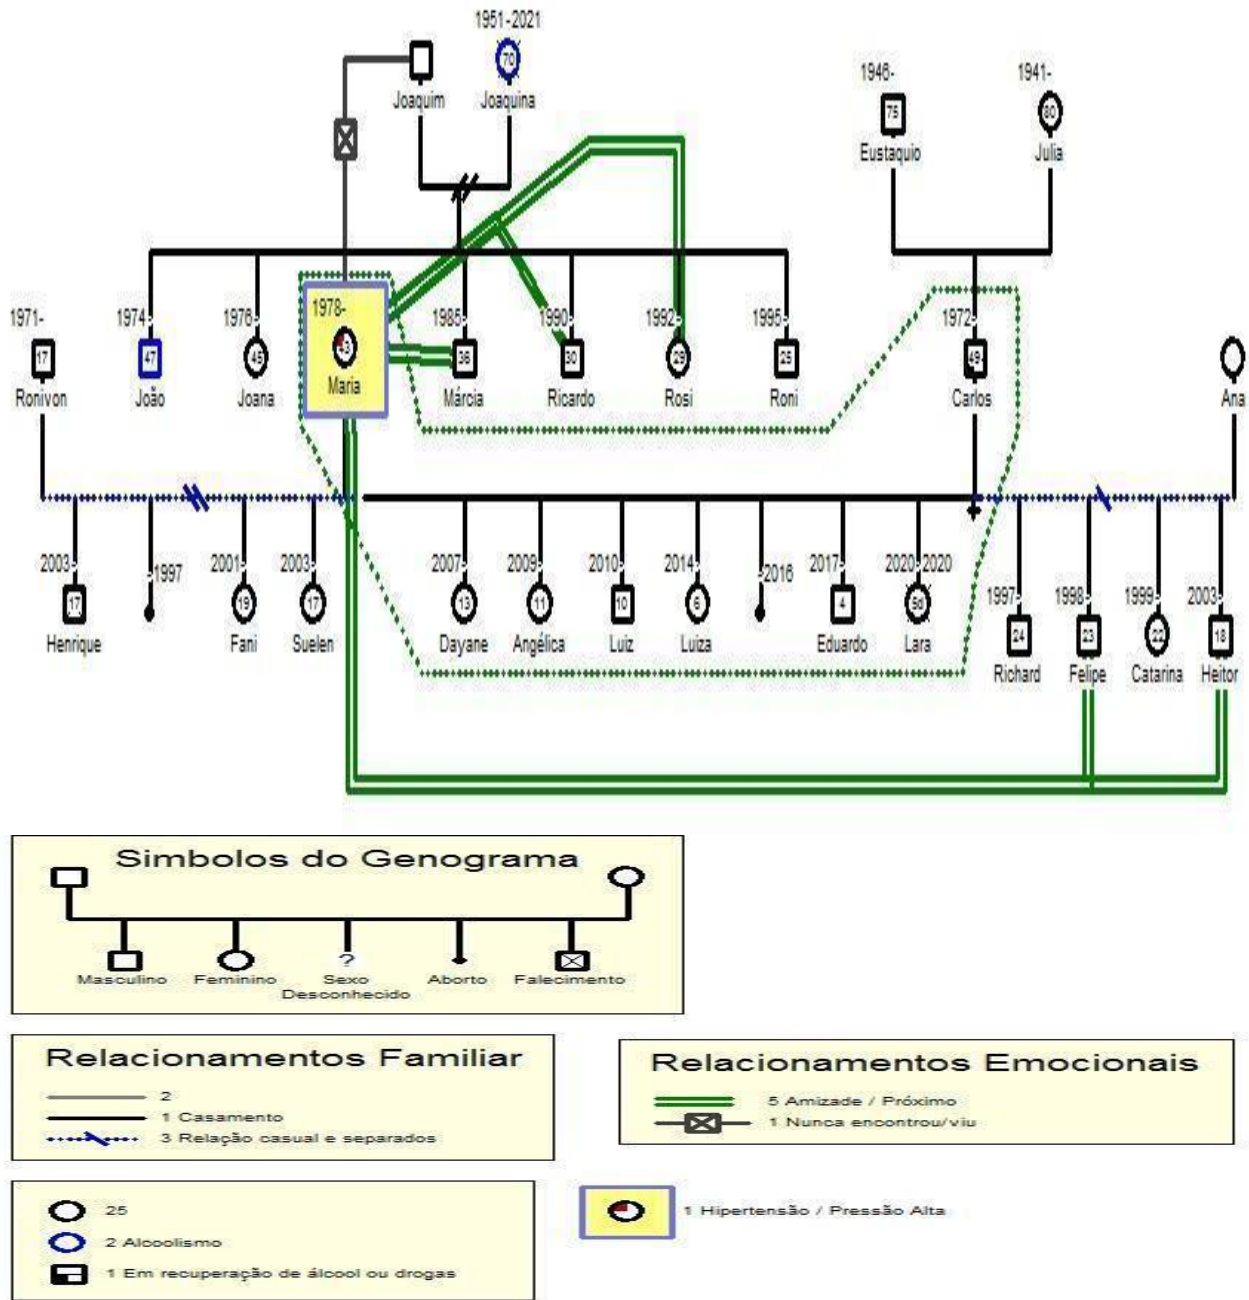 1951-2021
70
Joaquim Joaquina
1946- 1941-
75 80
Eustaquio Julia
1971- 1974- 1976- 1978- 1985- 1990- 1992- 1995- 1972-
17 47 45 43 36 30 29 25 49
Ronivon João Joana Maria Márcia Ricardo Rosi Roni Carlos Ana
2003- -1997 2001- 2003- 2007- 2009- 2010- 2014- -2016 2017- 2020-2020 1997- 1998- 1999- 2003-
17 19 17 13 11 10 6 4 5d 24 23 22 18
Henrique Fani Suelen Dayane Angélica Luiz Luiza Eduardo Lara Richard Felipe Catarina Heitor
Simbolos do Genograma
Masculino Feminino ? Sexo Desconhecido Aborto Falecimento
Relacionamentos Familiar
2
1 Casamento
3 Relação casual e separados
Relacionamentos Emocionais
5 Amizade / Próximo
1 Nunca encontrou/viu
25
2 Alcoolismo
1 Em recuperação de álcool ou drogas
1 Hipertensão / Pressão Alta